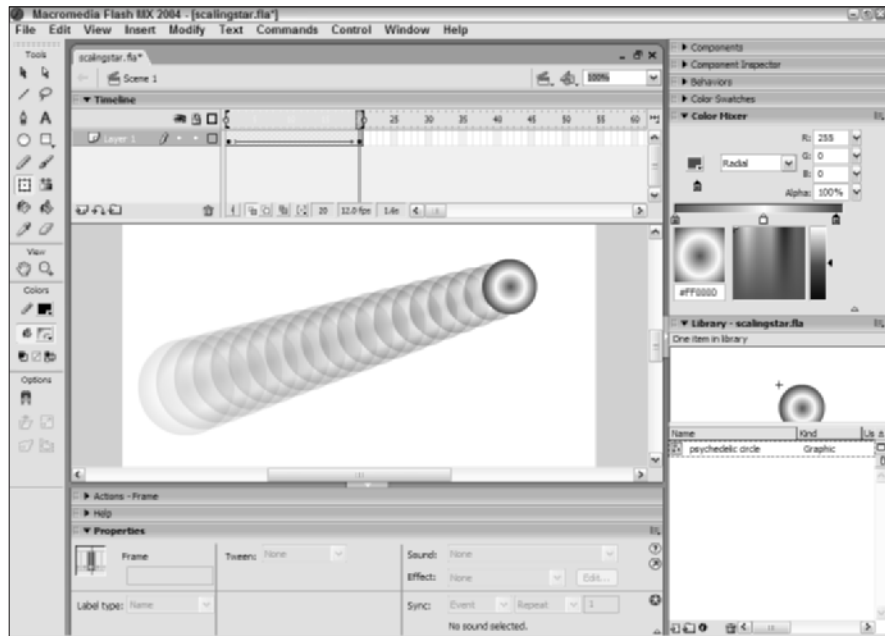 Macromedia Flash MX 2004 - [scalingstar.fla*]
File Edit View Insert Modify Text Commands Control Window Help
Tools
View
Colors
Options
scalingstar.fla*
Scene 1
100%
Timeline
25 30 35 40 45 50 55 60
Layer 1
20 12.0 fps 1.6s
Actions - Frame
Help
Properties
Frame
Tween: None
Sound: None
Effect: None Edit...
Label type: Name
Sync: Event Repeat 1
No sound selected.
Components
Component Inspector
Behaviors
Color Swatches
Color Mixer
R: 255
Radial
G: 0
B: 0
Alpha: 100%
Library - scalingstar.fla
One item in library
Name Kind Us
psychedelic circle Graphic